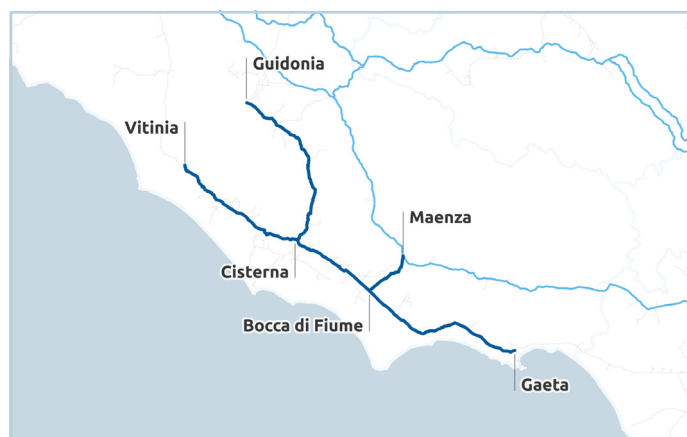 Guidonia
Vitinia
Maenza
Cisterna
Bocca di Fiume
Gaeta